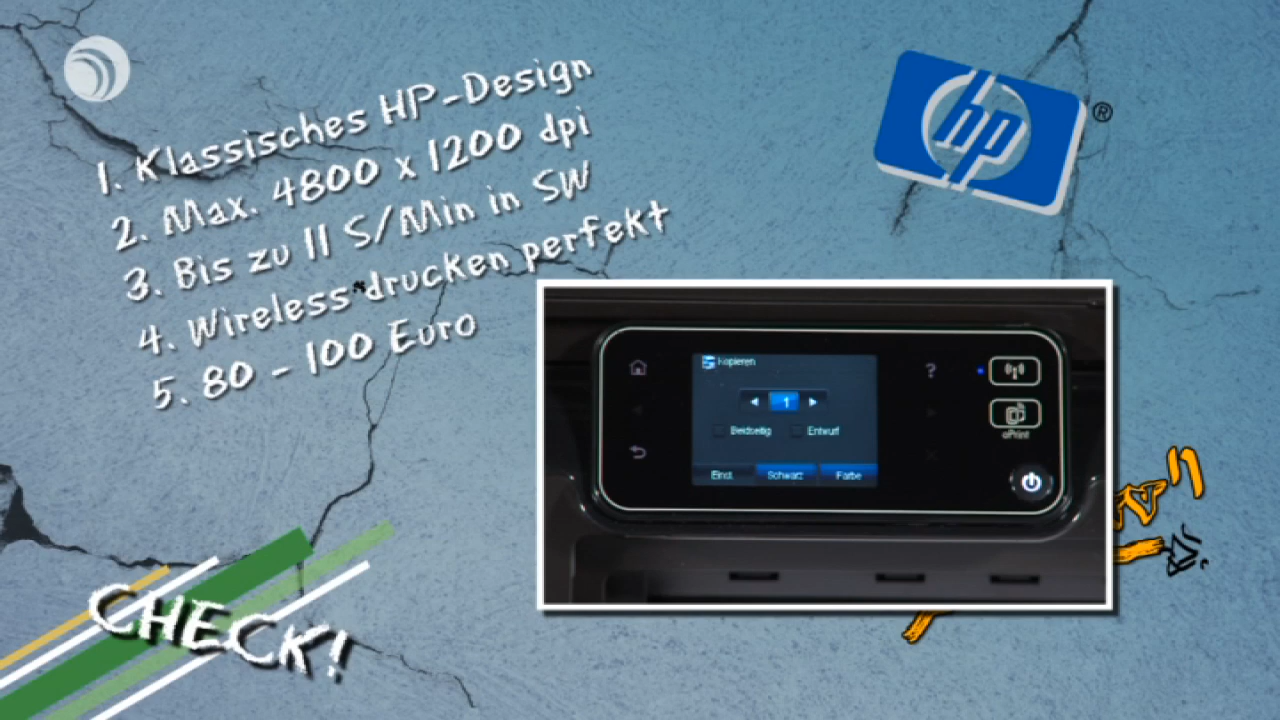 1. Klassisches HP-Design
2. Max. 4800 x 1200 dpi
3. Bis zu 11 S/Min in SW
4. Wireless drucken perfekt
5. 80 - 100 Euro
hp®
Kopieren
1
?
Beidseitig Entwurf
ePrint
Einst. Schwarz Farbe
CHECK!